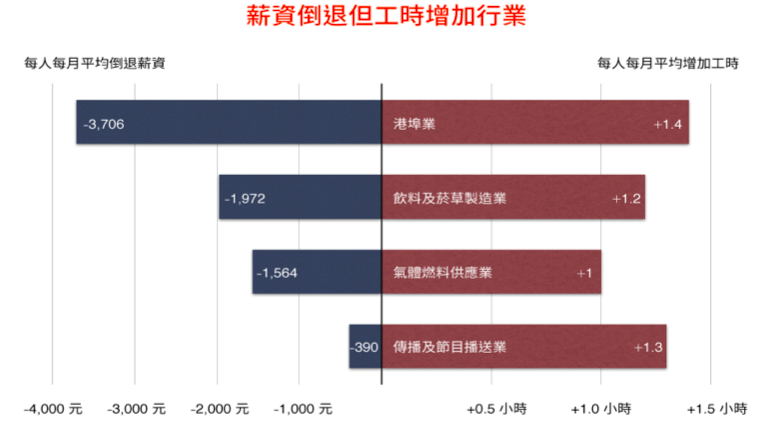 薪資倒退但工時增加行業
每人每月平均倒退薪資 每人每月平均增加工時
-3,706 港埠業 +1.4
-1,972 飲料及菸草製造業 +1.2
-1,564 氣體燃料供應業 +1
-390 傳播及節目播送業 +1.3
-4,000 元 -3,000 元 -2,000 元 -1,000 元 +0.5 小時 +1.0 小時 +1.5 小時